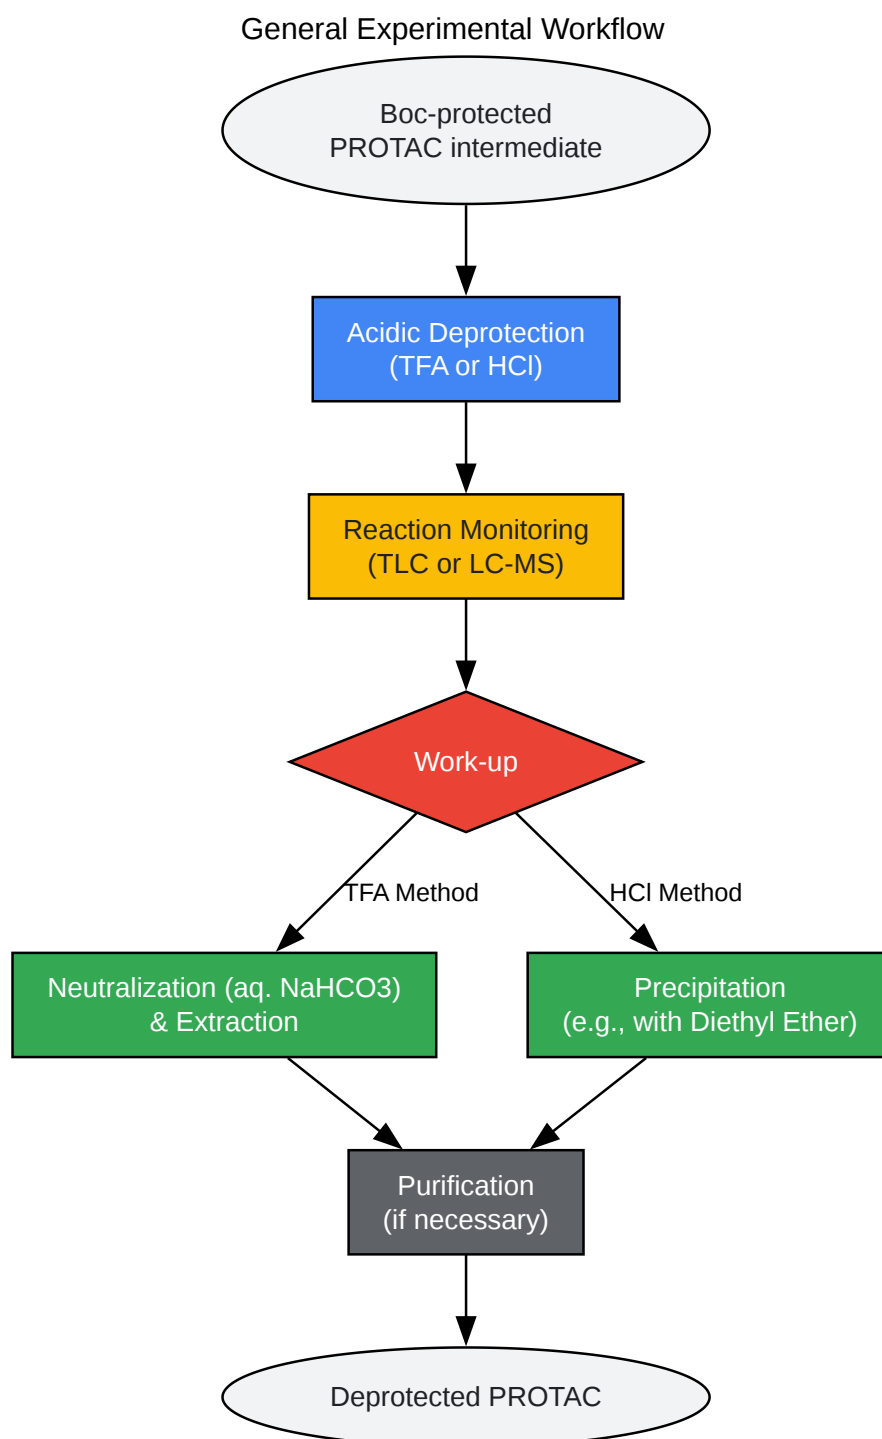 General Experimental Workflow
Boc-protected
PROTAC intermediate
Acidic Deprotection
(TFA or HCl)
Reaction Monitoring
(TLC or LC-MS)
Work-up
TFA Method
HCl Method
Neutralization (aq. NaHCO3)
& Extraction
Precipitation
(e.g., with Diethyl Ether)
Purification
(if necessary)
Deprotected PROTAC